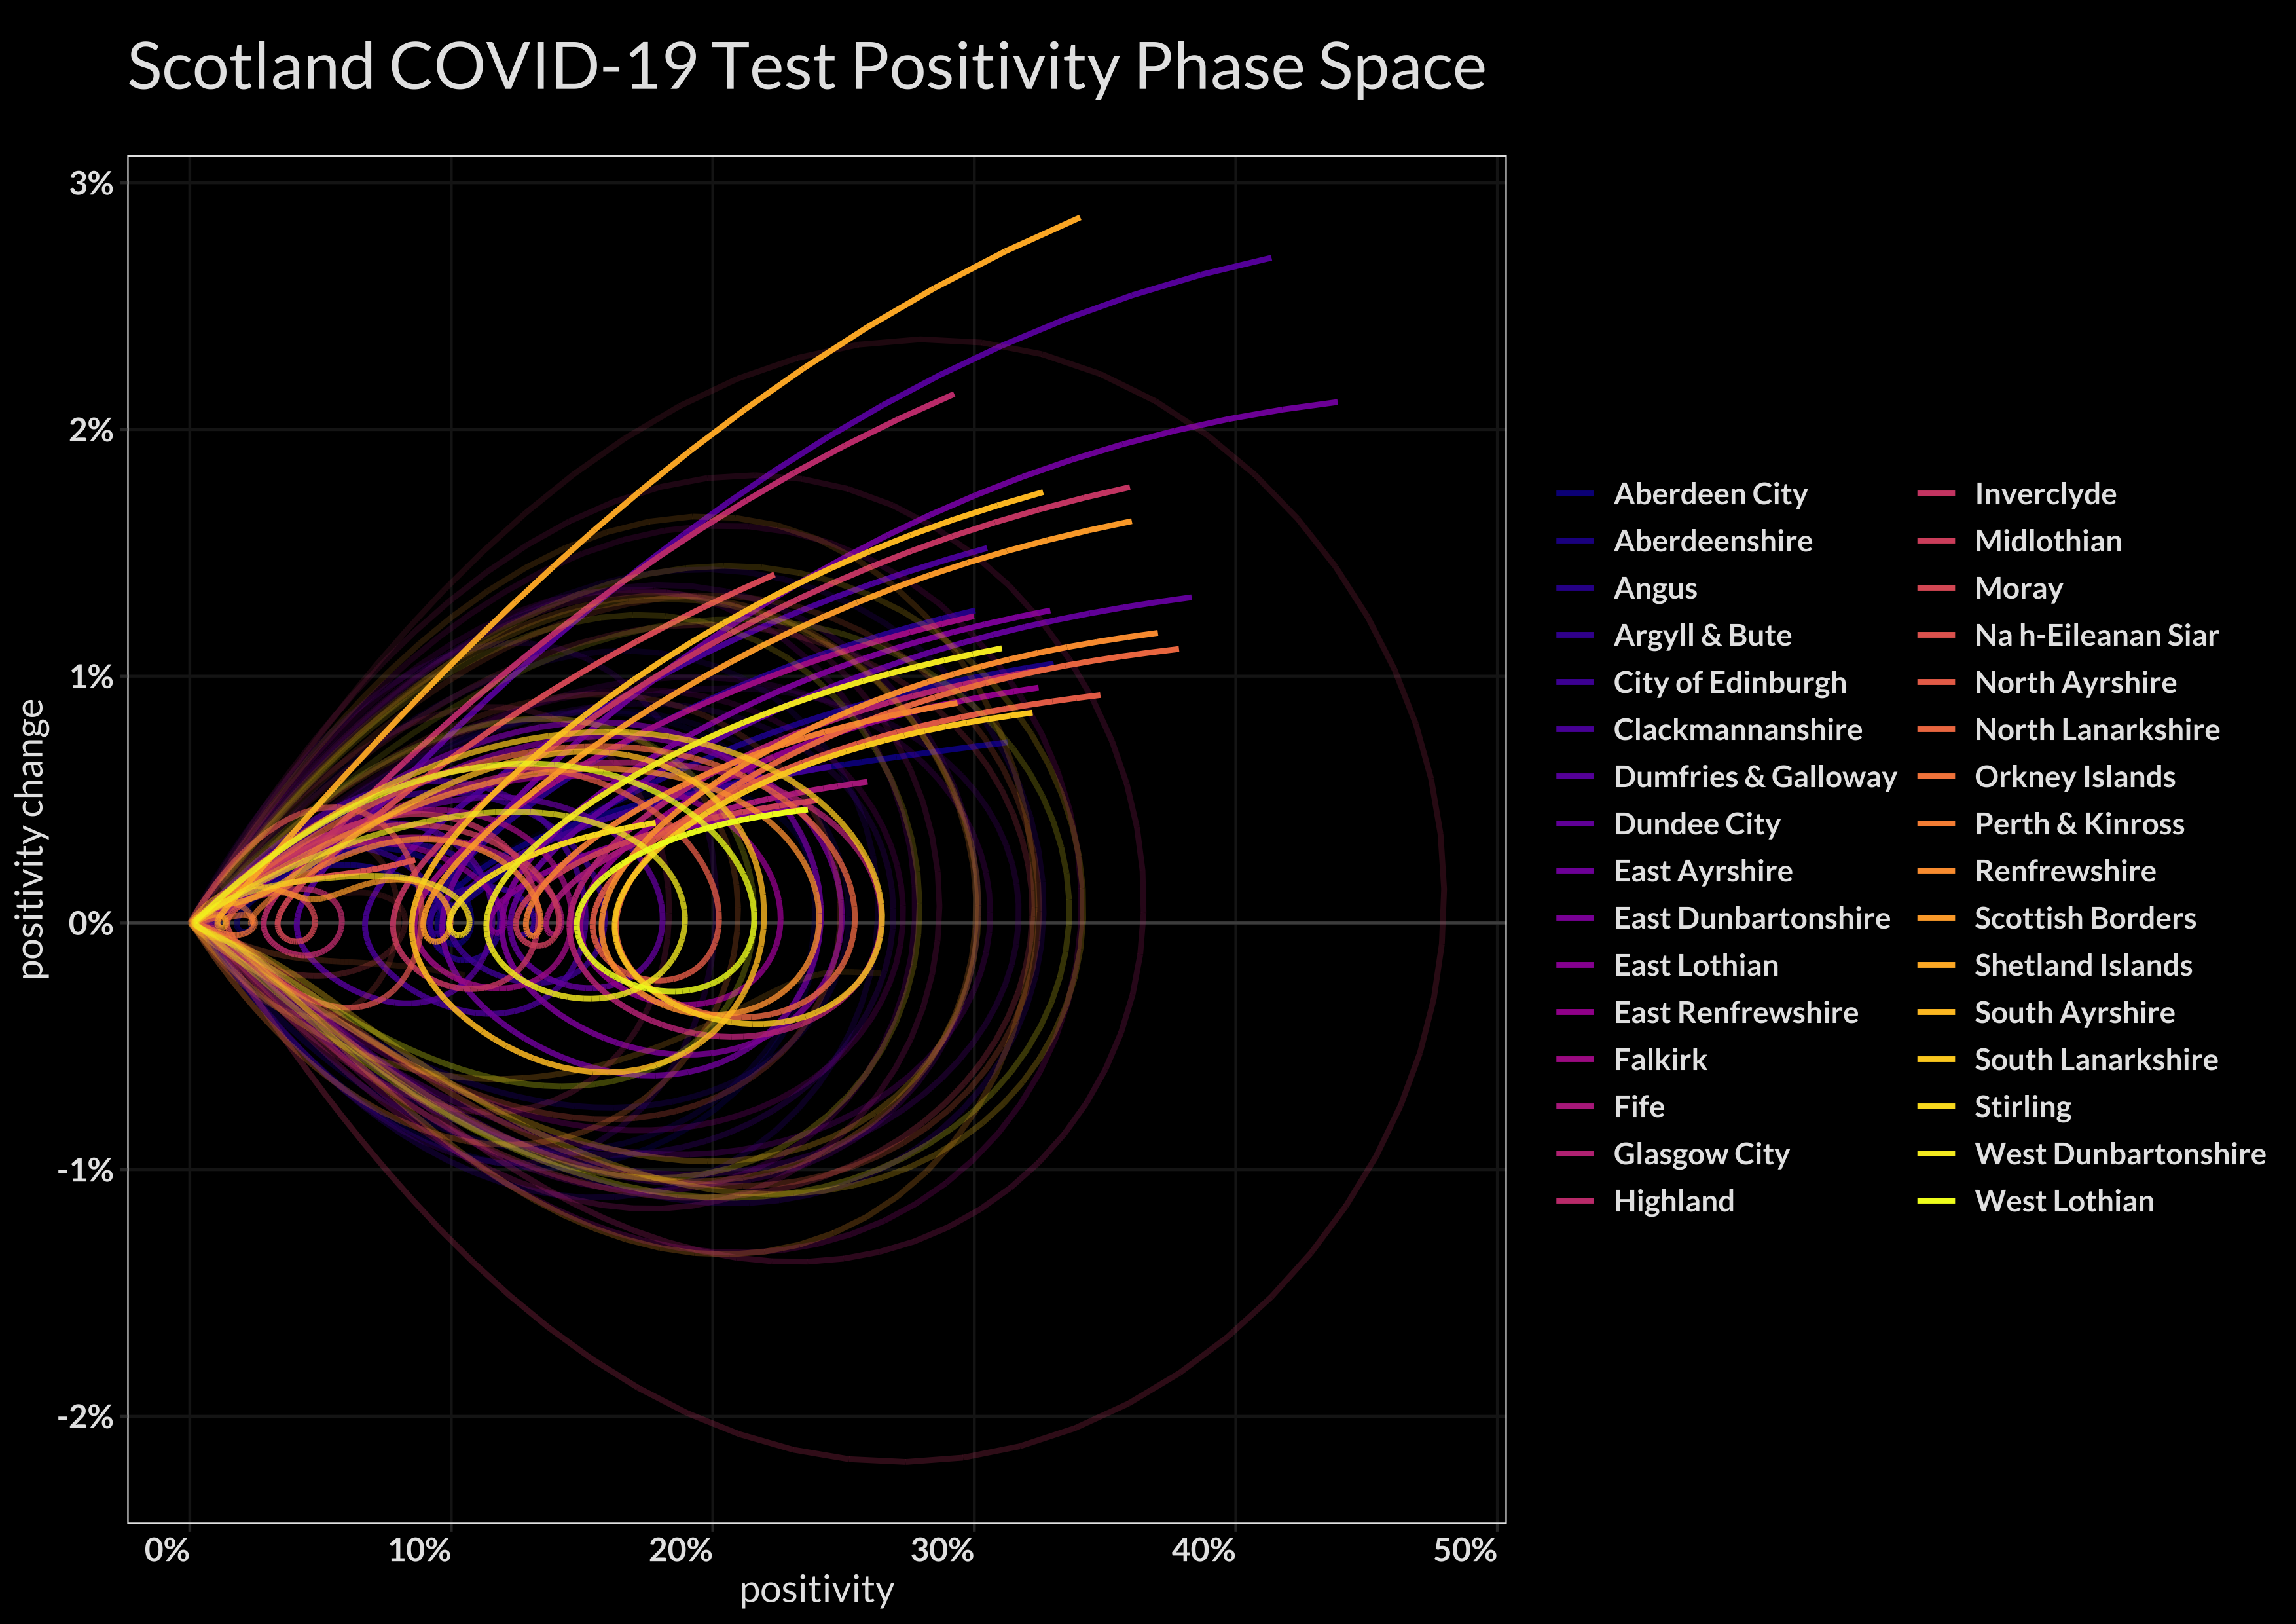 Scotland COVID-19 Test Positivity Phase Space
3%
2%
1%
0%
-1%
-2%
positivity change
0%
10%
20%
30%
40%
50%
positivity
Aberdeen City
Aberdeenshire
Angus
Argyll & Bute
City of Edinburgh
Clackmannanshire
Dumfries & Galloway
Dundee City
East Ayrshire
East Dunbartonshire
East Lothian
East Renfrewshire
Falkirk
Fife
Glasgow City
Highland
Inverclyde
Midlothian
Moray
Na h-Eileanan Siar
North Ayrshire
North Lanarkshire
Orkney Islands
Perth & Kinross
Renfrewshire
Scottish Borders
Shetland Islands
South Ayrshire
South Lanarkshire
Stirling
West Dunbartonshire
West Lothian